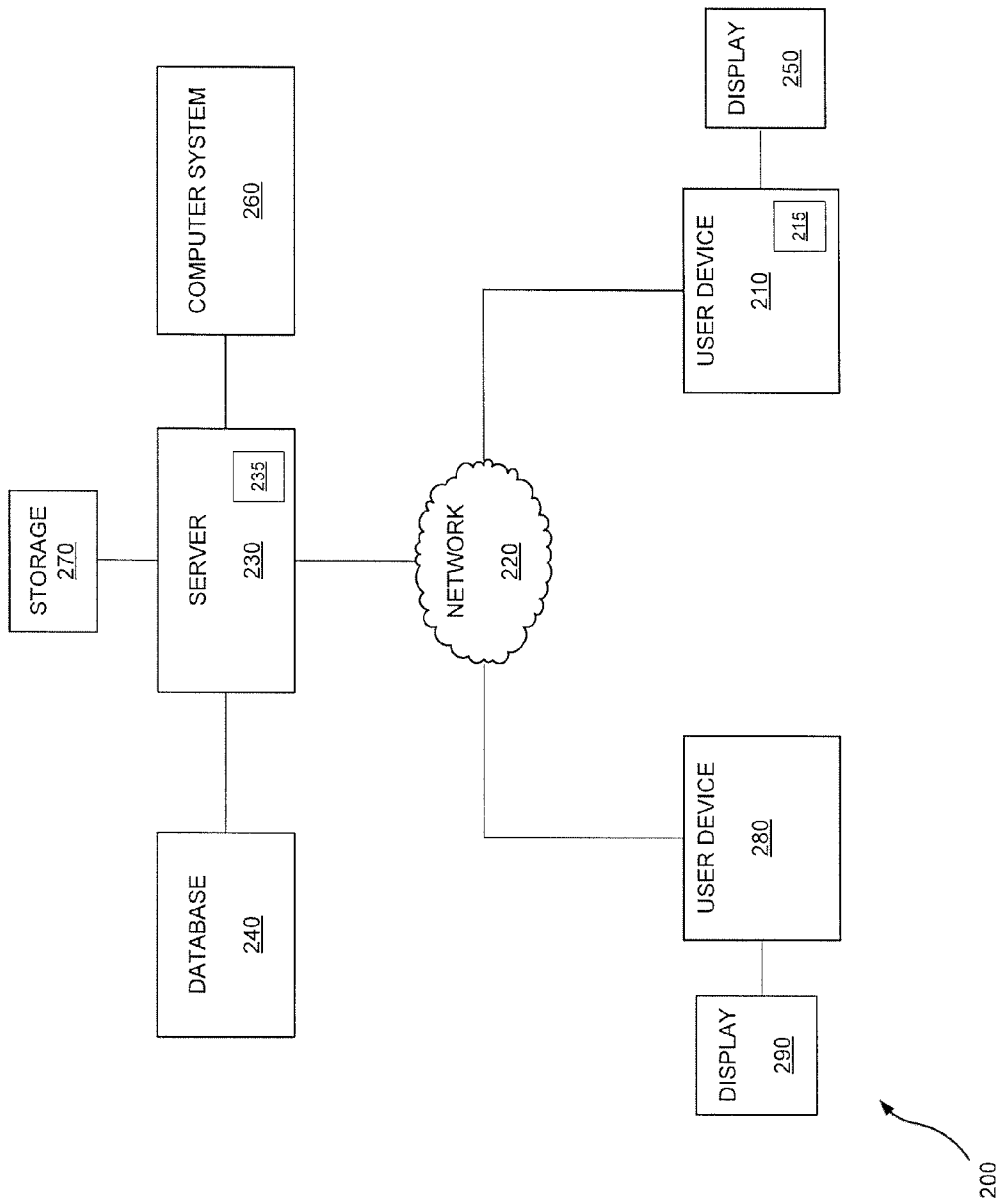 STORAGE
270
DATABASE
240
SERVER
230
235
COMPUTER SYSTEM
260
NETWORK
220
DISPLAY
290
USER DEVICE
280
USER DEVICE
210
215
DISPLAY
250
200